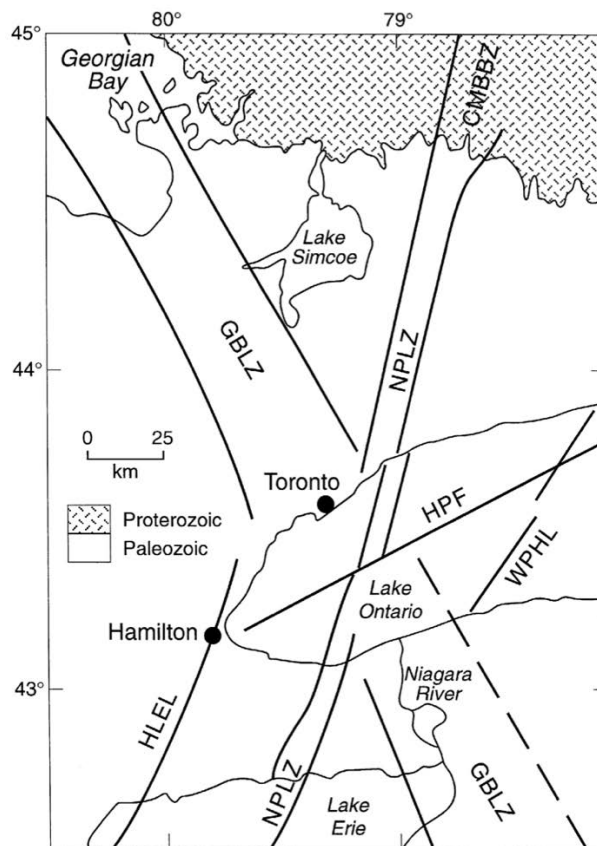 80°
79°
45°
Georgian
Bay
CMBBZ
Lake
Simcoe
GBLZ
NPLZ
44°
0
25
km
Toronto
Proterozoic
Paleozoic
HPF
WPHL
Lake
Ontario
Hamilton
Niagara
River
43°
HLEL
NPLZ
GBLZ
Lake
Erie